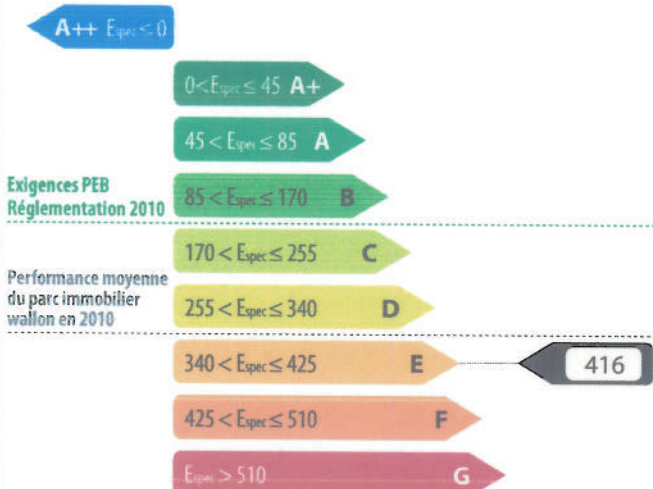 A++ Espec ≤ 0
0 < Espec ≤ 45 A+
45 < Espec ≤ 85 A
Exigences PEB
Réglementation 2010
85 < Espec ≤ 170 B
170 < Espec ≤ 255 C
Performance moyenne
du parc immobilier
wallon en 2010
255 < Espec ≤ 340 D
340 < Espec ≤ 425 E
416
425 < Espec ≤ 510 F
Espec > 510 G